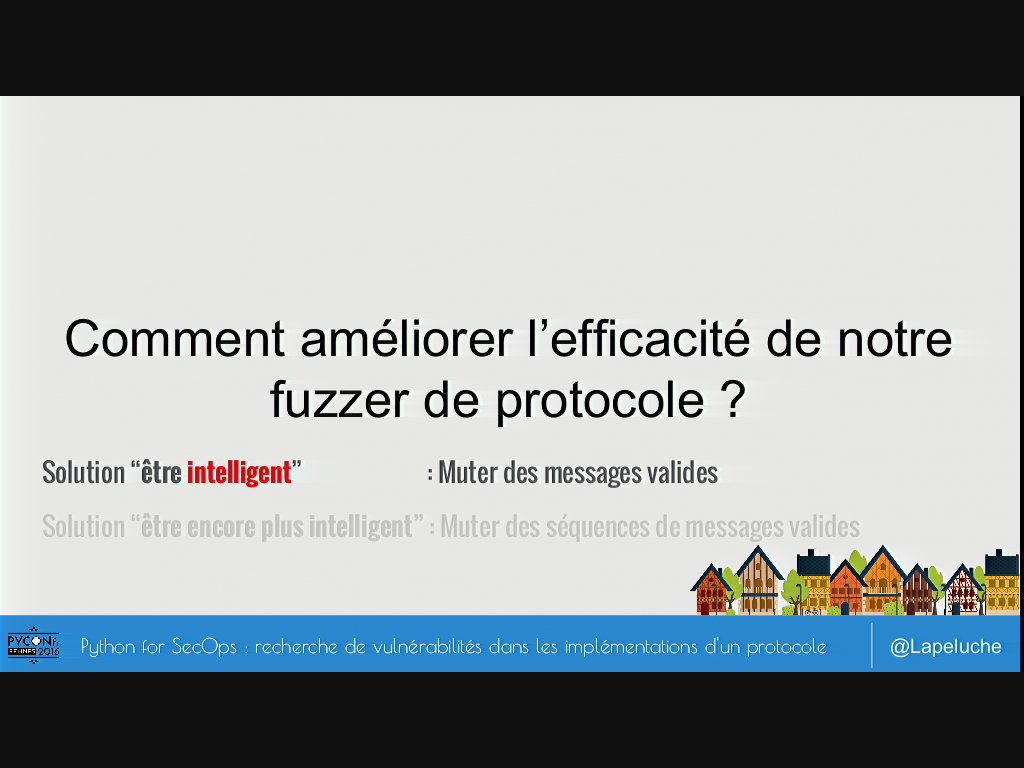 Comment améliorer l’efficacité de notre
fuzzer de protocole ?
Solution “être intelligent” : Muter des messages valides
Solution “être encore plus intelligent” : Muter des séquences de messages valides
PYCON.fr
RENNES 2016
Python for SecOps : recherche de vulnérabilités dans les implémentations d'un protocole
@Lapeluche